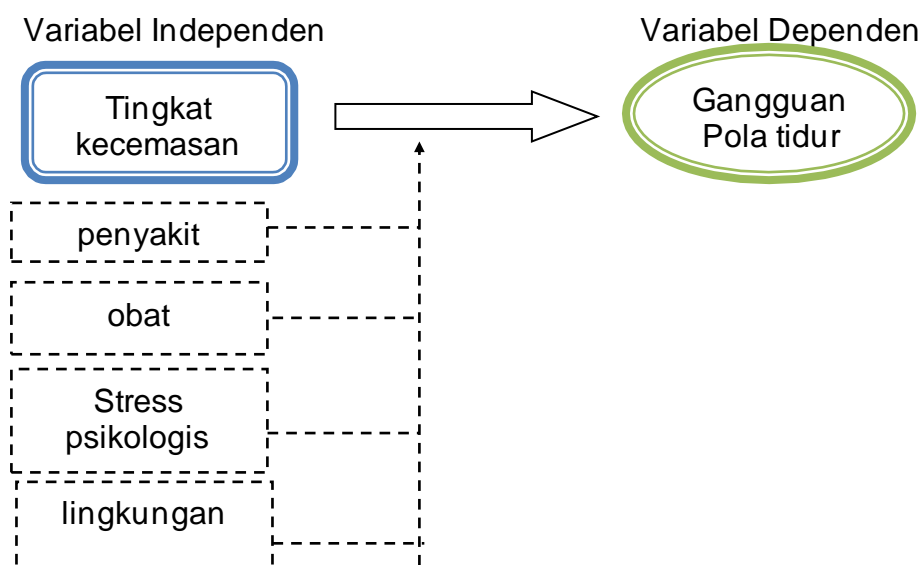 Variabel Independen
Variabel Dependen
Tingkat
kecemasan
Gangguan
Pola tidur
penyakit
obat
Stress
psikologis
lingkungan